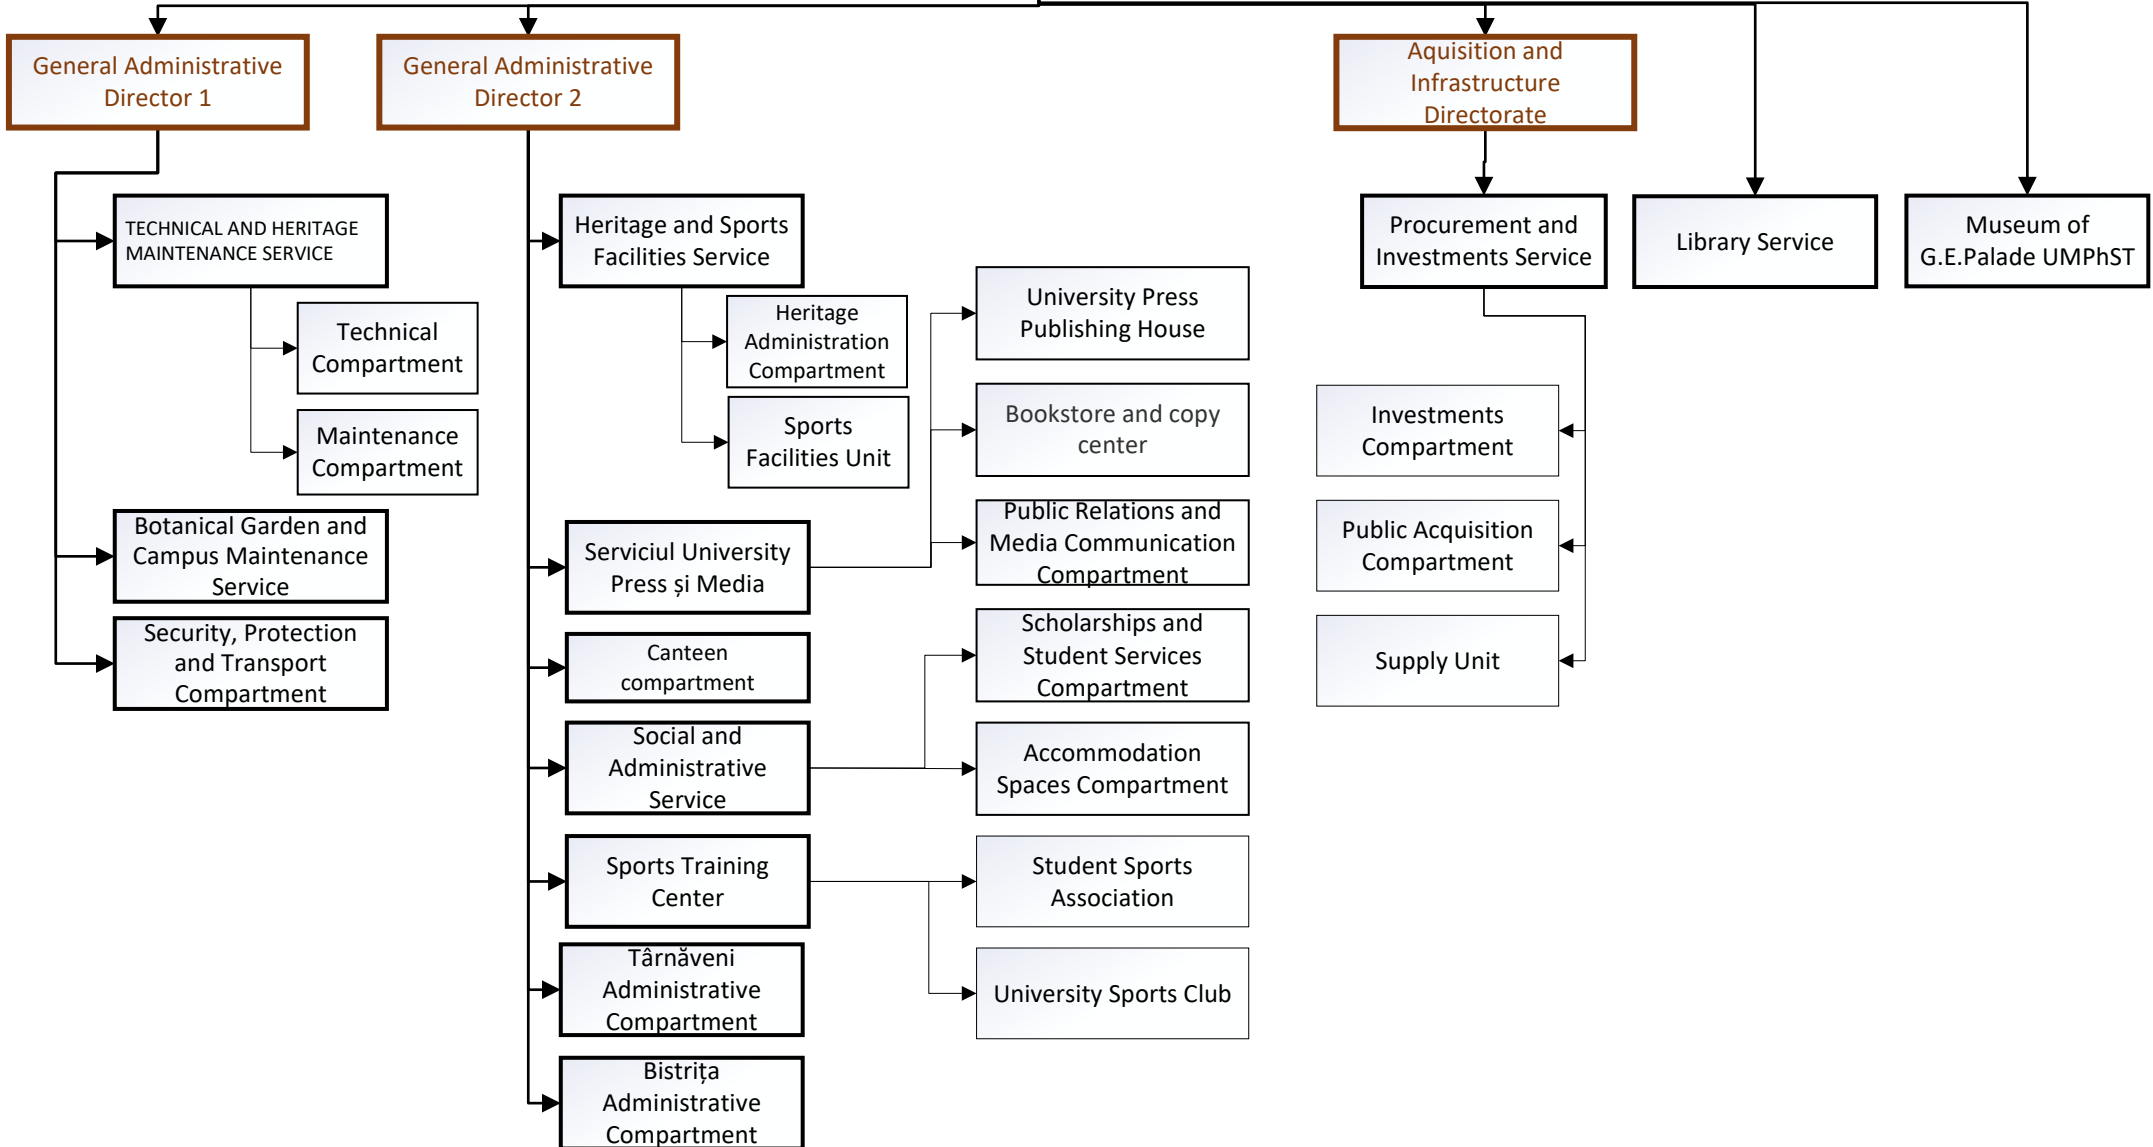 General Administrative
Director 1
General Administrative
Director 2
Aquisition and
Infrastructure
Directorate
TECHNICAL AND HERITAGE
MAINTENANCE SERVICE
Technical
Compartment
Maintenance
Compartment
Botanical Garden and
Campus Maintenance
Service
Security, Protection
and Transport
Compartment
Heritage and Sports
Facilities Service
Heritage
Administration
Compartment
Sports
Facilities Unit
Serviciul University
Press și Media
Canteen
compartment
Social and
Administrative
Service
Sports Training
Center
Târnăveni
Administrative
Compartment
Bistrița
Administrative
Compartment
University Press
Publishing House
Bookstore and copy
center
Public Relations and
Media Communication
Compartment
Scholarships and
Student Services
Compartment
Accommodation
Spaces Compartment
Student Sports
Association
University Sports Club
Procurement and
Investments Service
Investments
Compartment
Public Acquisition
Compartment
Supply Unit
Library Service
Museum of
G.E.Palade UMPhST